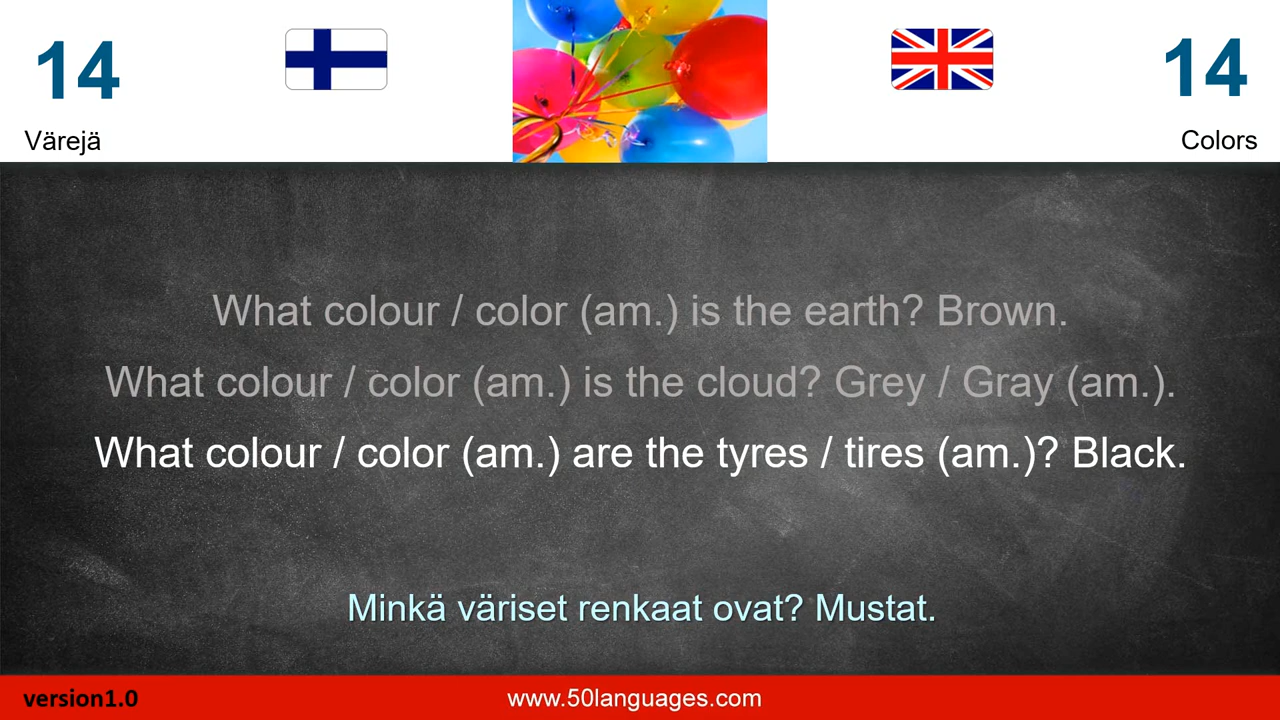 14
14
Värejä
Colors
What colour / color (am.) is the earth? Brown.
What colour / color (am.) is the cloud? Grey / Gray (am.).
What colour / color (am.) are the tyres / tires (am.)? Black.
Minkä väriset renkaat ovat? Mustat.
version1.0
www.50languages.com